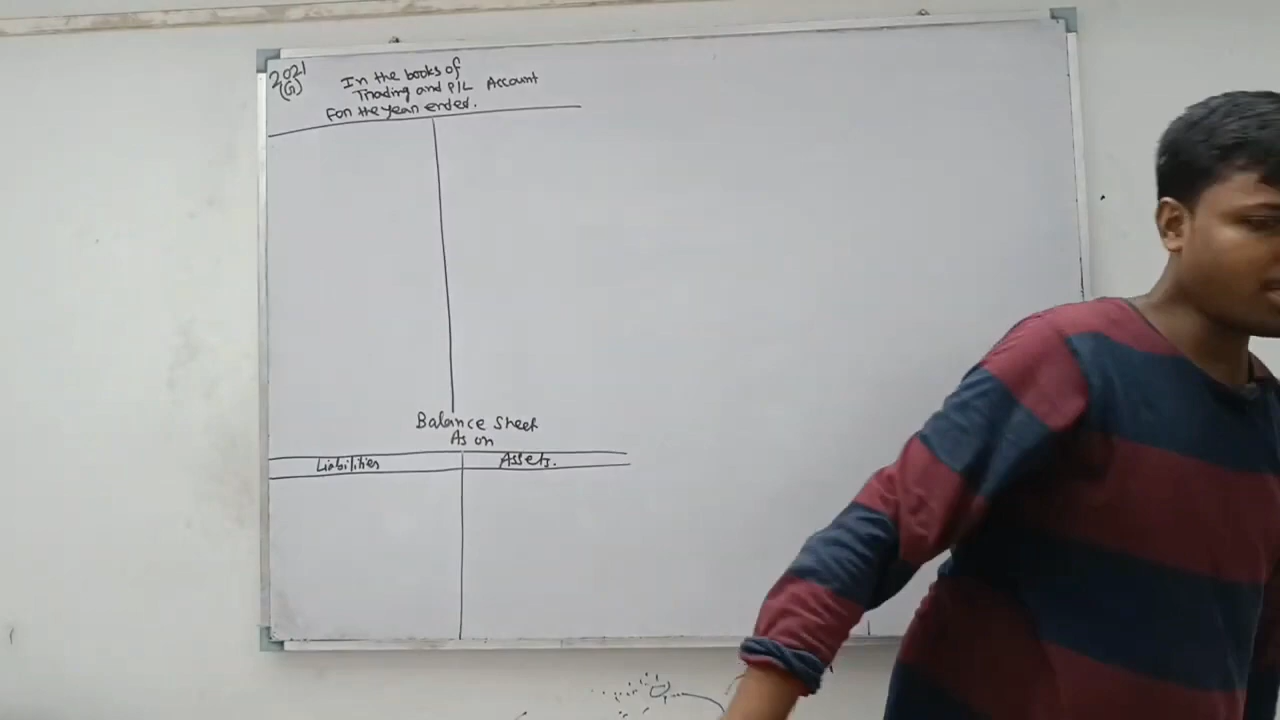 2021
(G)
In the books of
Trading and P/L Account
For the year ended.
Balance Sheet
As on
Liabilities
Assets.